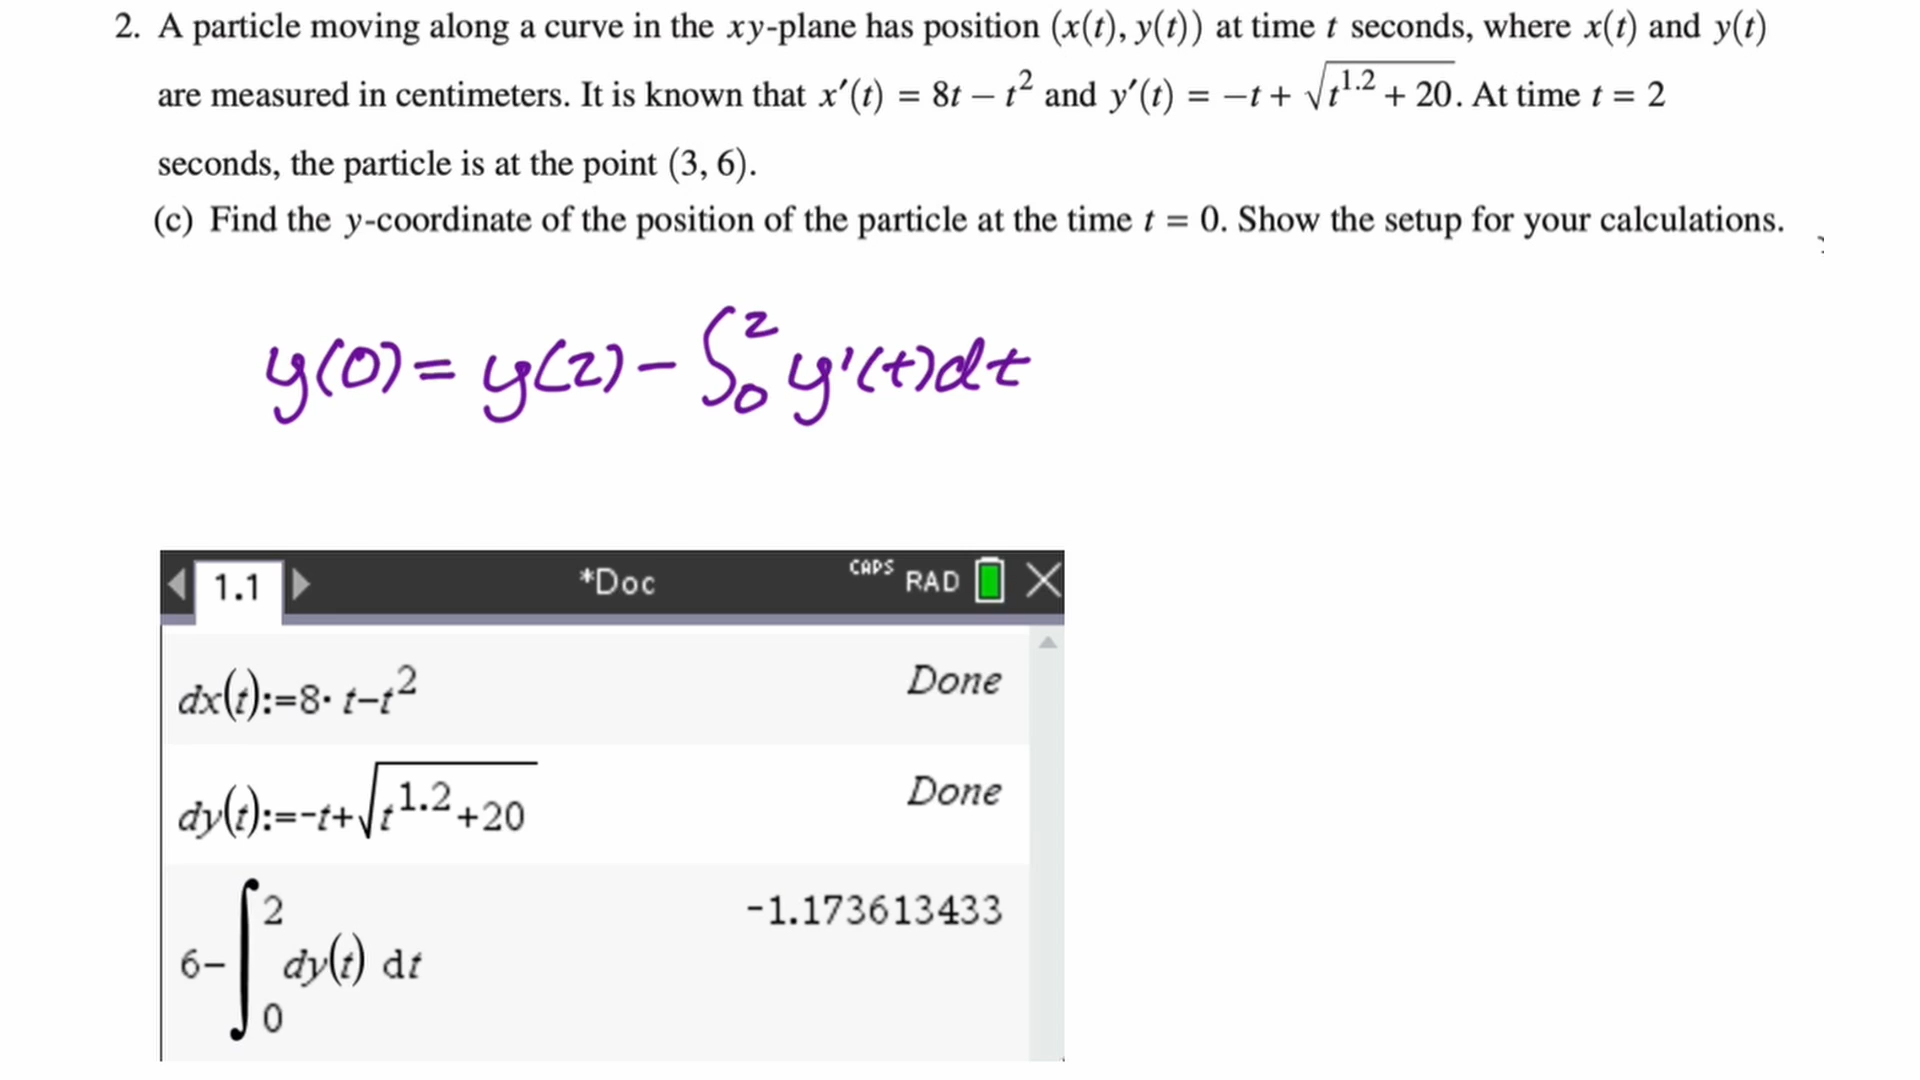 2. A particle moving along a curve in the xy-plane has position (x(t), y(t)) at time t seconds, where x(t) and y(t)
are measured in centimeters. It is known that x′(t) = 8t − t² and y′(t) = −t + √(t^1.2 + 20). At time t = 2
seconds, the particle is at the point (3, 6).
(c) Find the y-coordinate of the position of the particle at the time t = 0. Show the setup for your calculations.
y(0) = y(2) − ∫₀² y'(t)dt
1.1 *Doc CAPS RAD
dx(t):=8·t−t² Done
dy(t):=-t+√(t^1.2+20) Done
6−∫₀² dy(t) dt -1.173613433